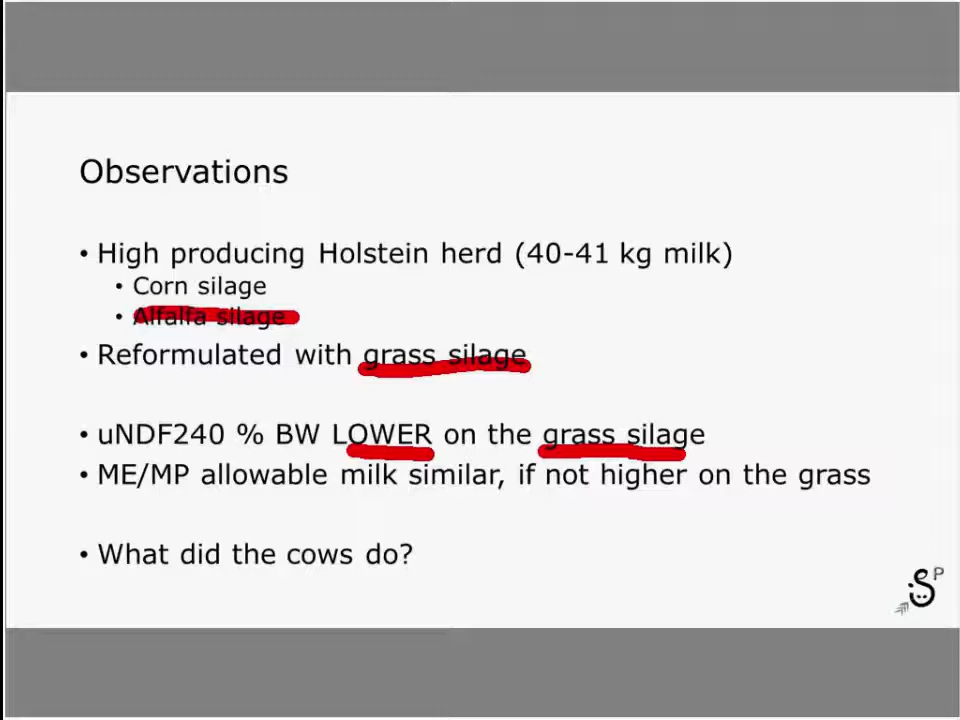 Observations
• High producing Holstein herd (40-41 kg milk)
• Corn silage
• Alfalfa silage
• Reformulated with grass silage
• uNDF240 % BW LOWER on the grass silage
• ME/MP allowable milk similar, if not higher on the grass
• What did the cows do?
S P